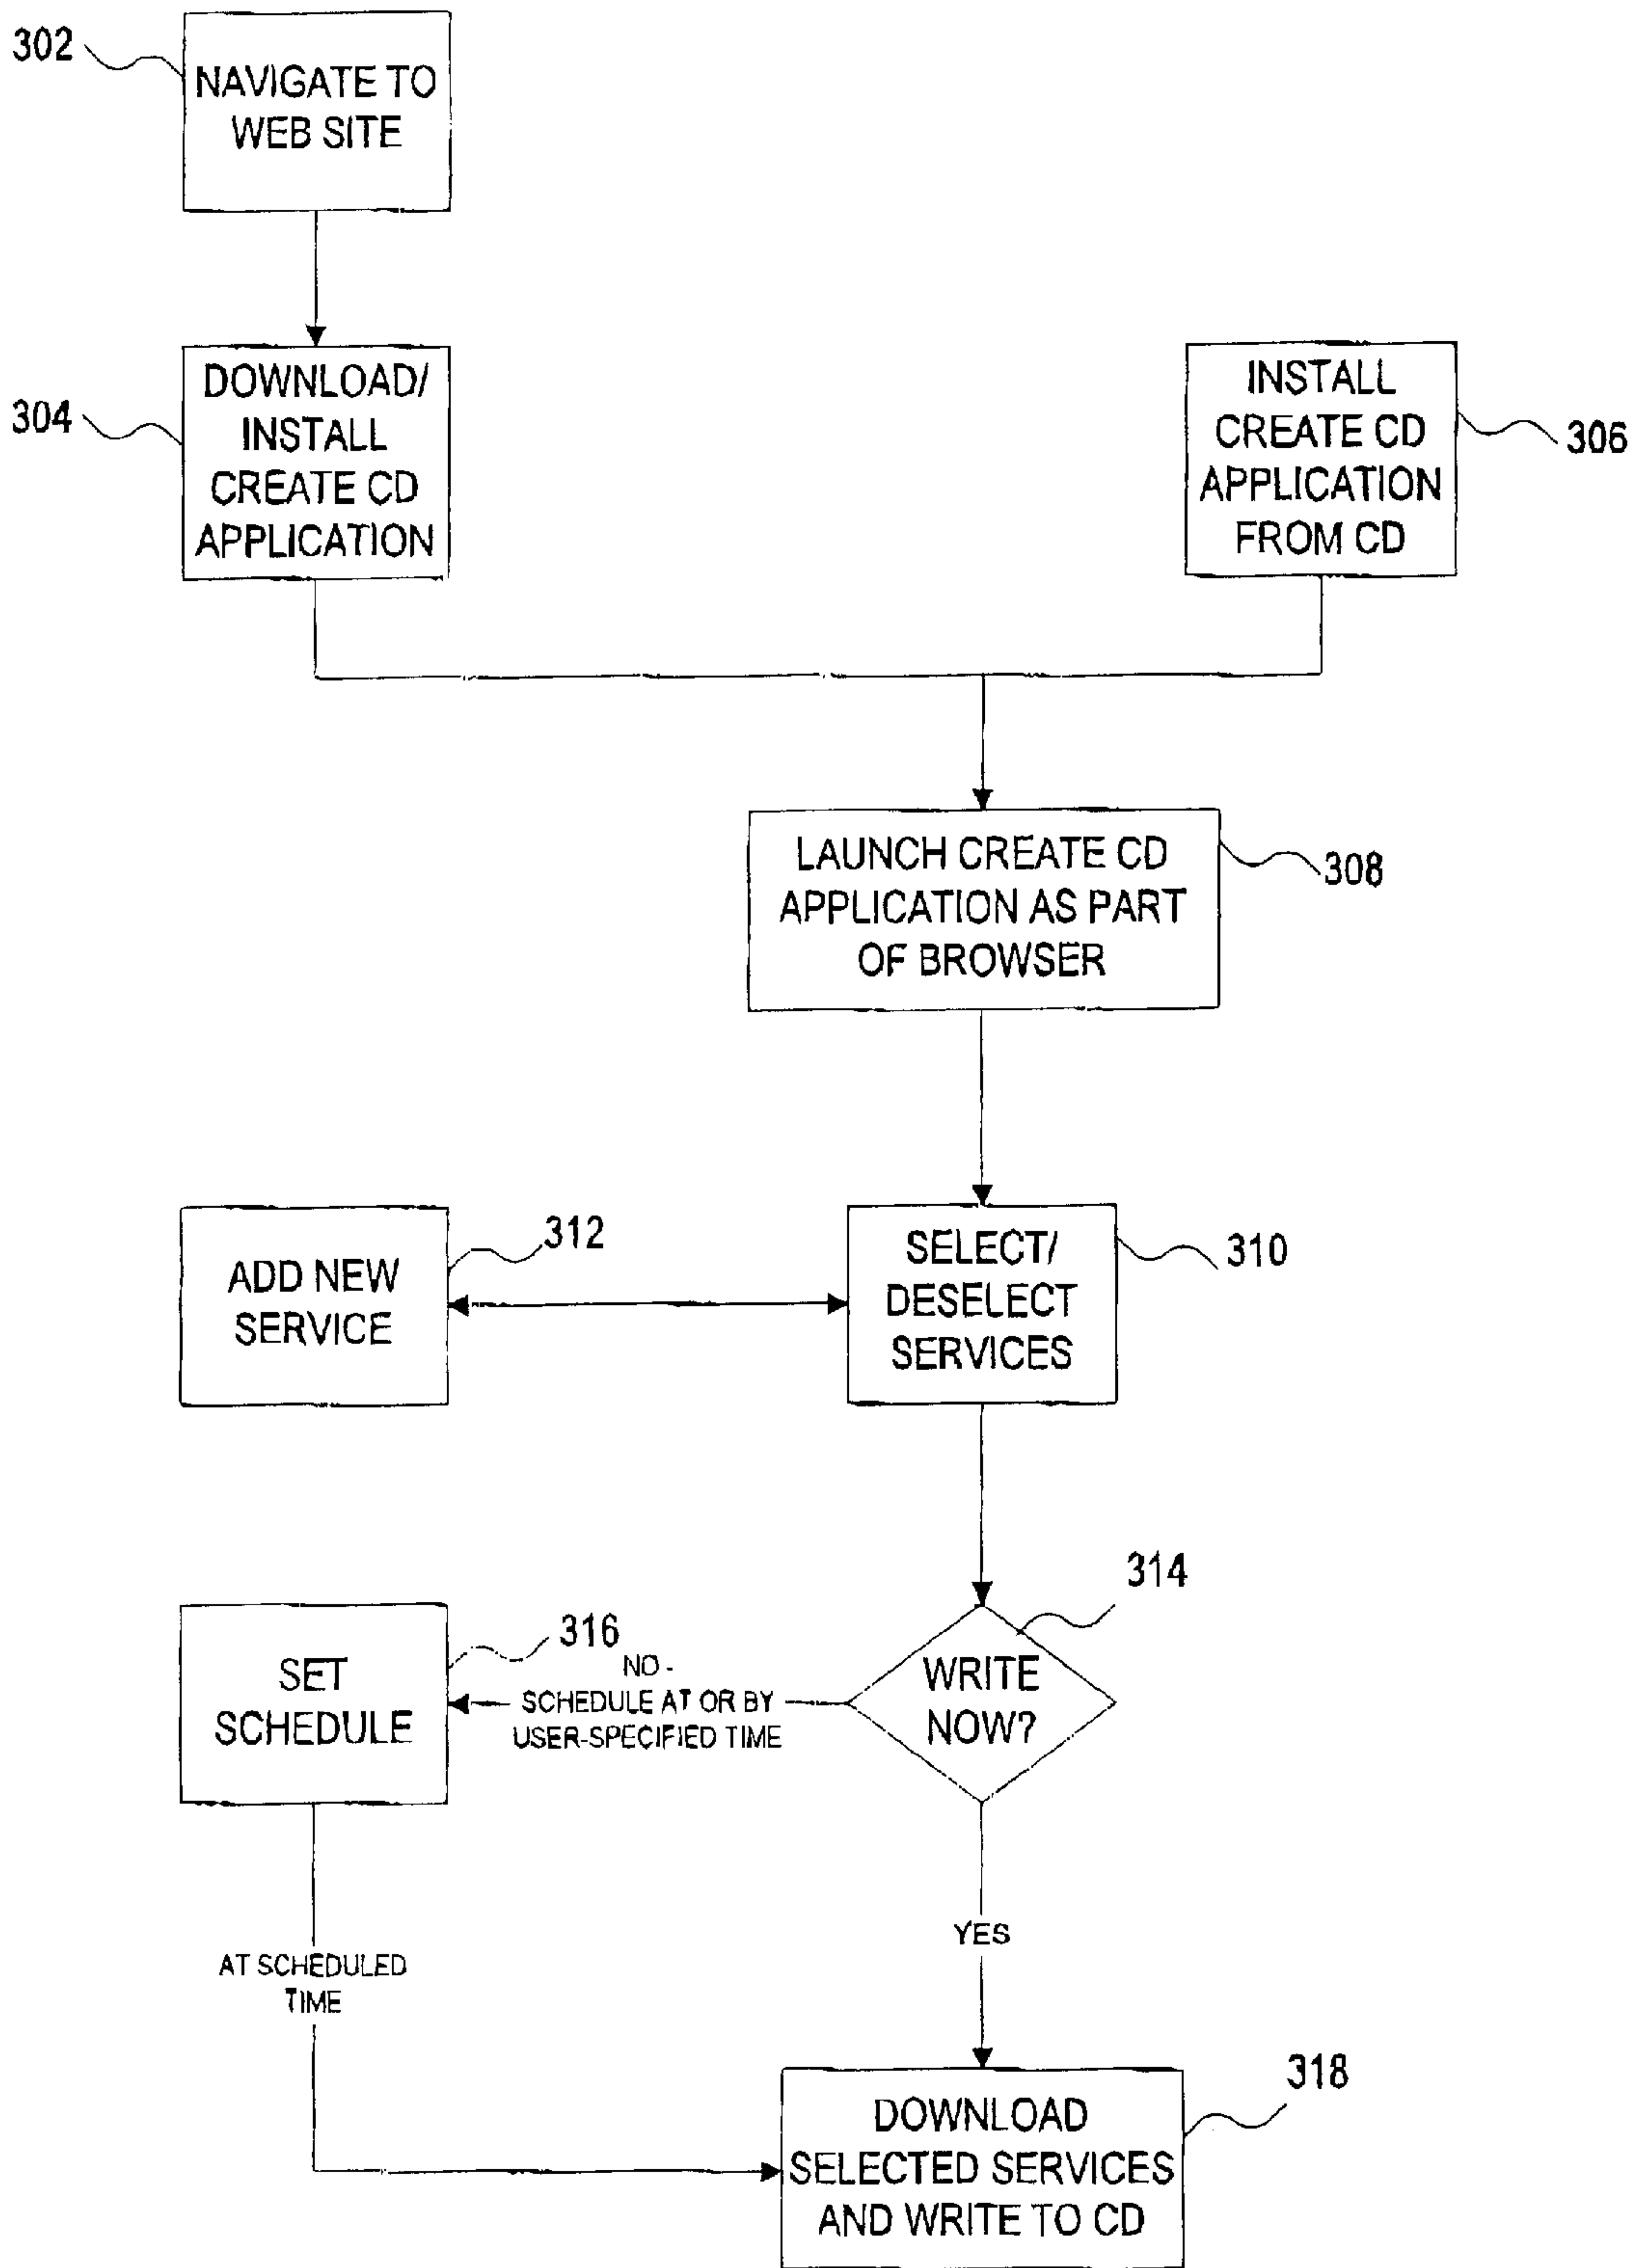 302
NAVIGATE TO
WEB SITE
304
DOWNLOAD/
INSTALL
CREATE CD
APPLICATION
INSTALL
CREATE CD
APPLICATION
FROM CD
306
LAUNCH CREATE CD
APPLICATION AS PART
OF BROWSER
308
ADD NEW
SERVICE
312
SELECT/
DESELECT
SERVICES
310
314
WRITE
NOW?
SET
SCHEDULE
316
NO -
SCHEDULE AT OR BY
USER-SPECIFIED TIME
YES
AT SCHEDULED
TIME
318
DOWNLOAD
SELECTED SERVICES
AND WRITE TO CD